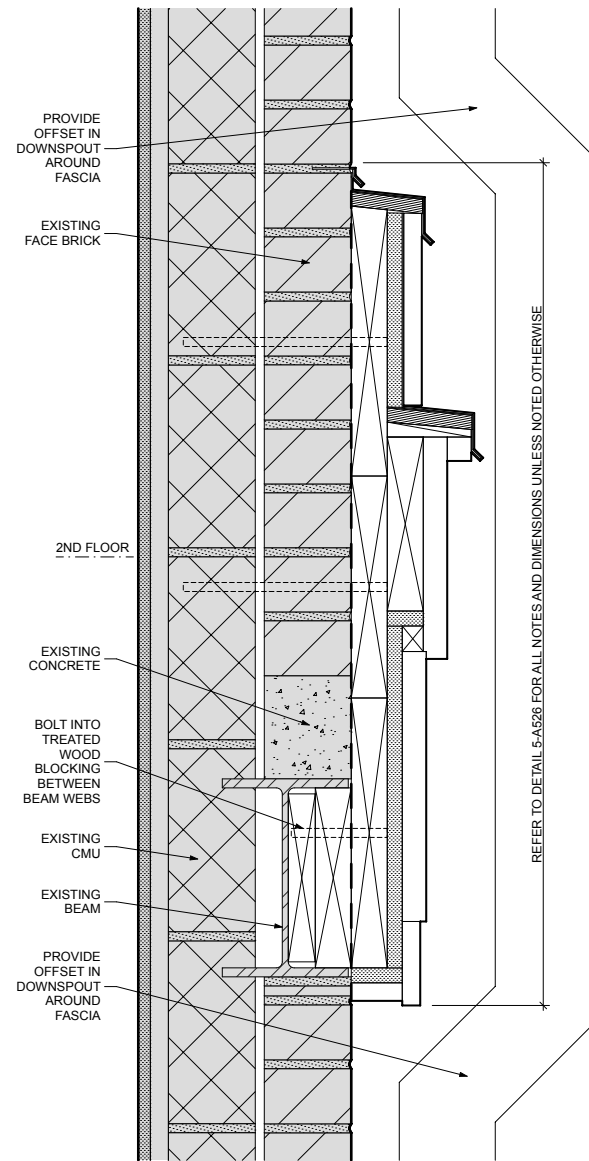 PROVIDE
OFFSET IN
DOWNSPOUT
AROUND
FASCIA
EXISTING
FACE BRICK
2ND FLOOR
EXISTING
CONCRETE
BOLT INTO
TREATED
WOOD
BLOCKING
BETWEEN
BEAM WEBS
EXISTING
CMU
EXISTING
BEAM
PROVIDE
OFFSET IN
DOWNSPOUT
AROUND
FASCIA
REFER TO DETAIL 5-A526 FOR ALL NOTES AND DIMENSIONS UNLESS NOTED OTHERWISE